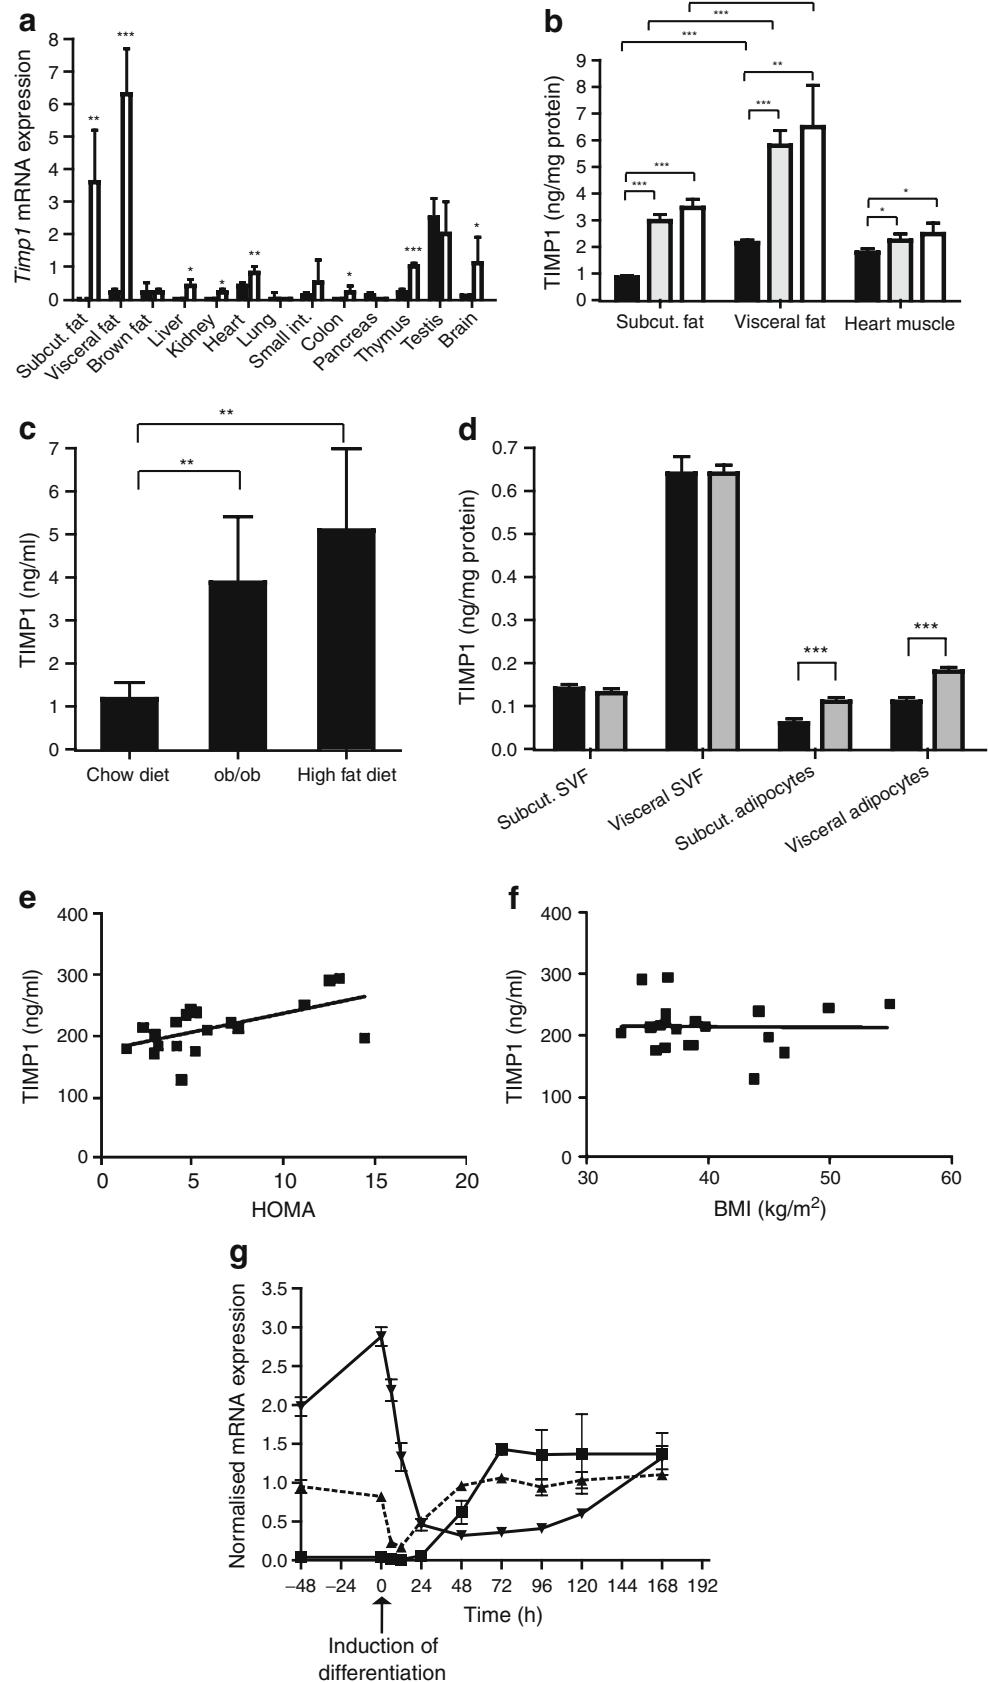 a
Timp1 mRNA expression
8
7
6
5
4
3
2
1
0
** *** * * ** * *** *
Subcut. fat
Visceral fat
Brown fat
Liver
Kidney
Heart
Lung
Small int.
Colon
Pancreas
Thymus
Testis
Brain
b
TIMP1 (ng/mg protein)
9
8
7
6
5
4
3
2
1
0
***
***
**
***
***
***
*
*
Subcut. fat Visceral fat Heart muscle
c
TIMP1 (ng/ml)
7
6
5
4
3
2
1
0
**
**
Chow diet ob/ob High fat diet
d
TIMP1 (ng/mg protein)
0.7
0.6
0.5
0.4
0.3
0.2
0.1
0.0
***
***
Subcut. SVF
Visceral SVF
Subcut. adipocytes
Visceral adipocytes
e
TIMP1 (ng/ml)
400
300
200
100
0
0 5 10 15 20
HOMA
f
TIMP1 (ng/ml)
400
300
200
100
0
30 40 50 60
BMI (kg/m²)
g
Normalised mRNA expression
3.5
3.0
2.5
2.0
1.5
1.0
0.5
0.0
–48 –24 0 24 48 72 96 120 144 168 192
Time (h)
Induction of
differentiation